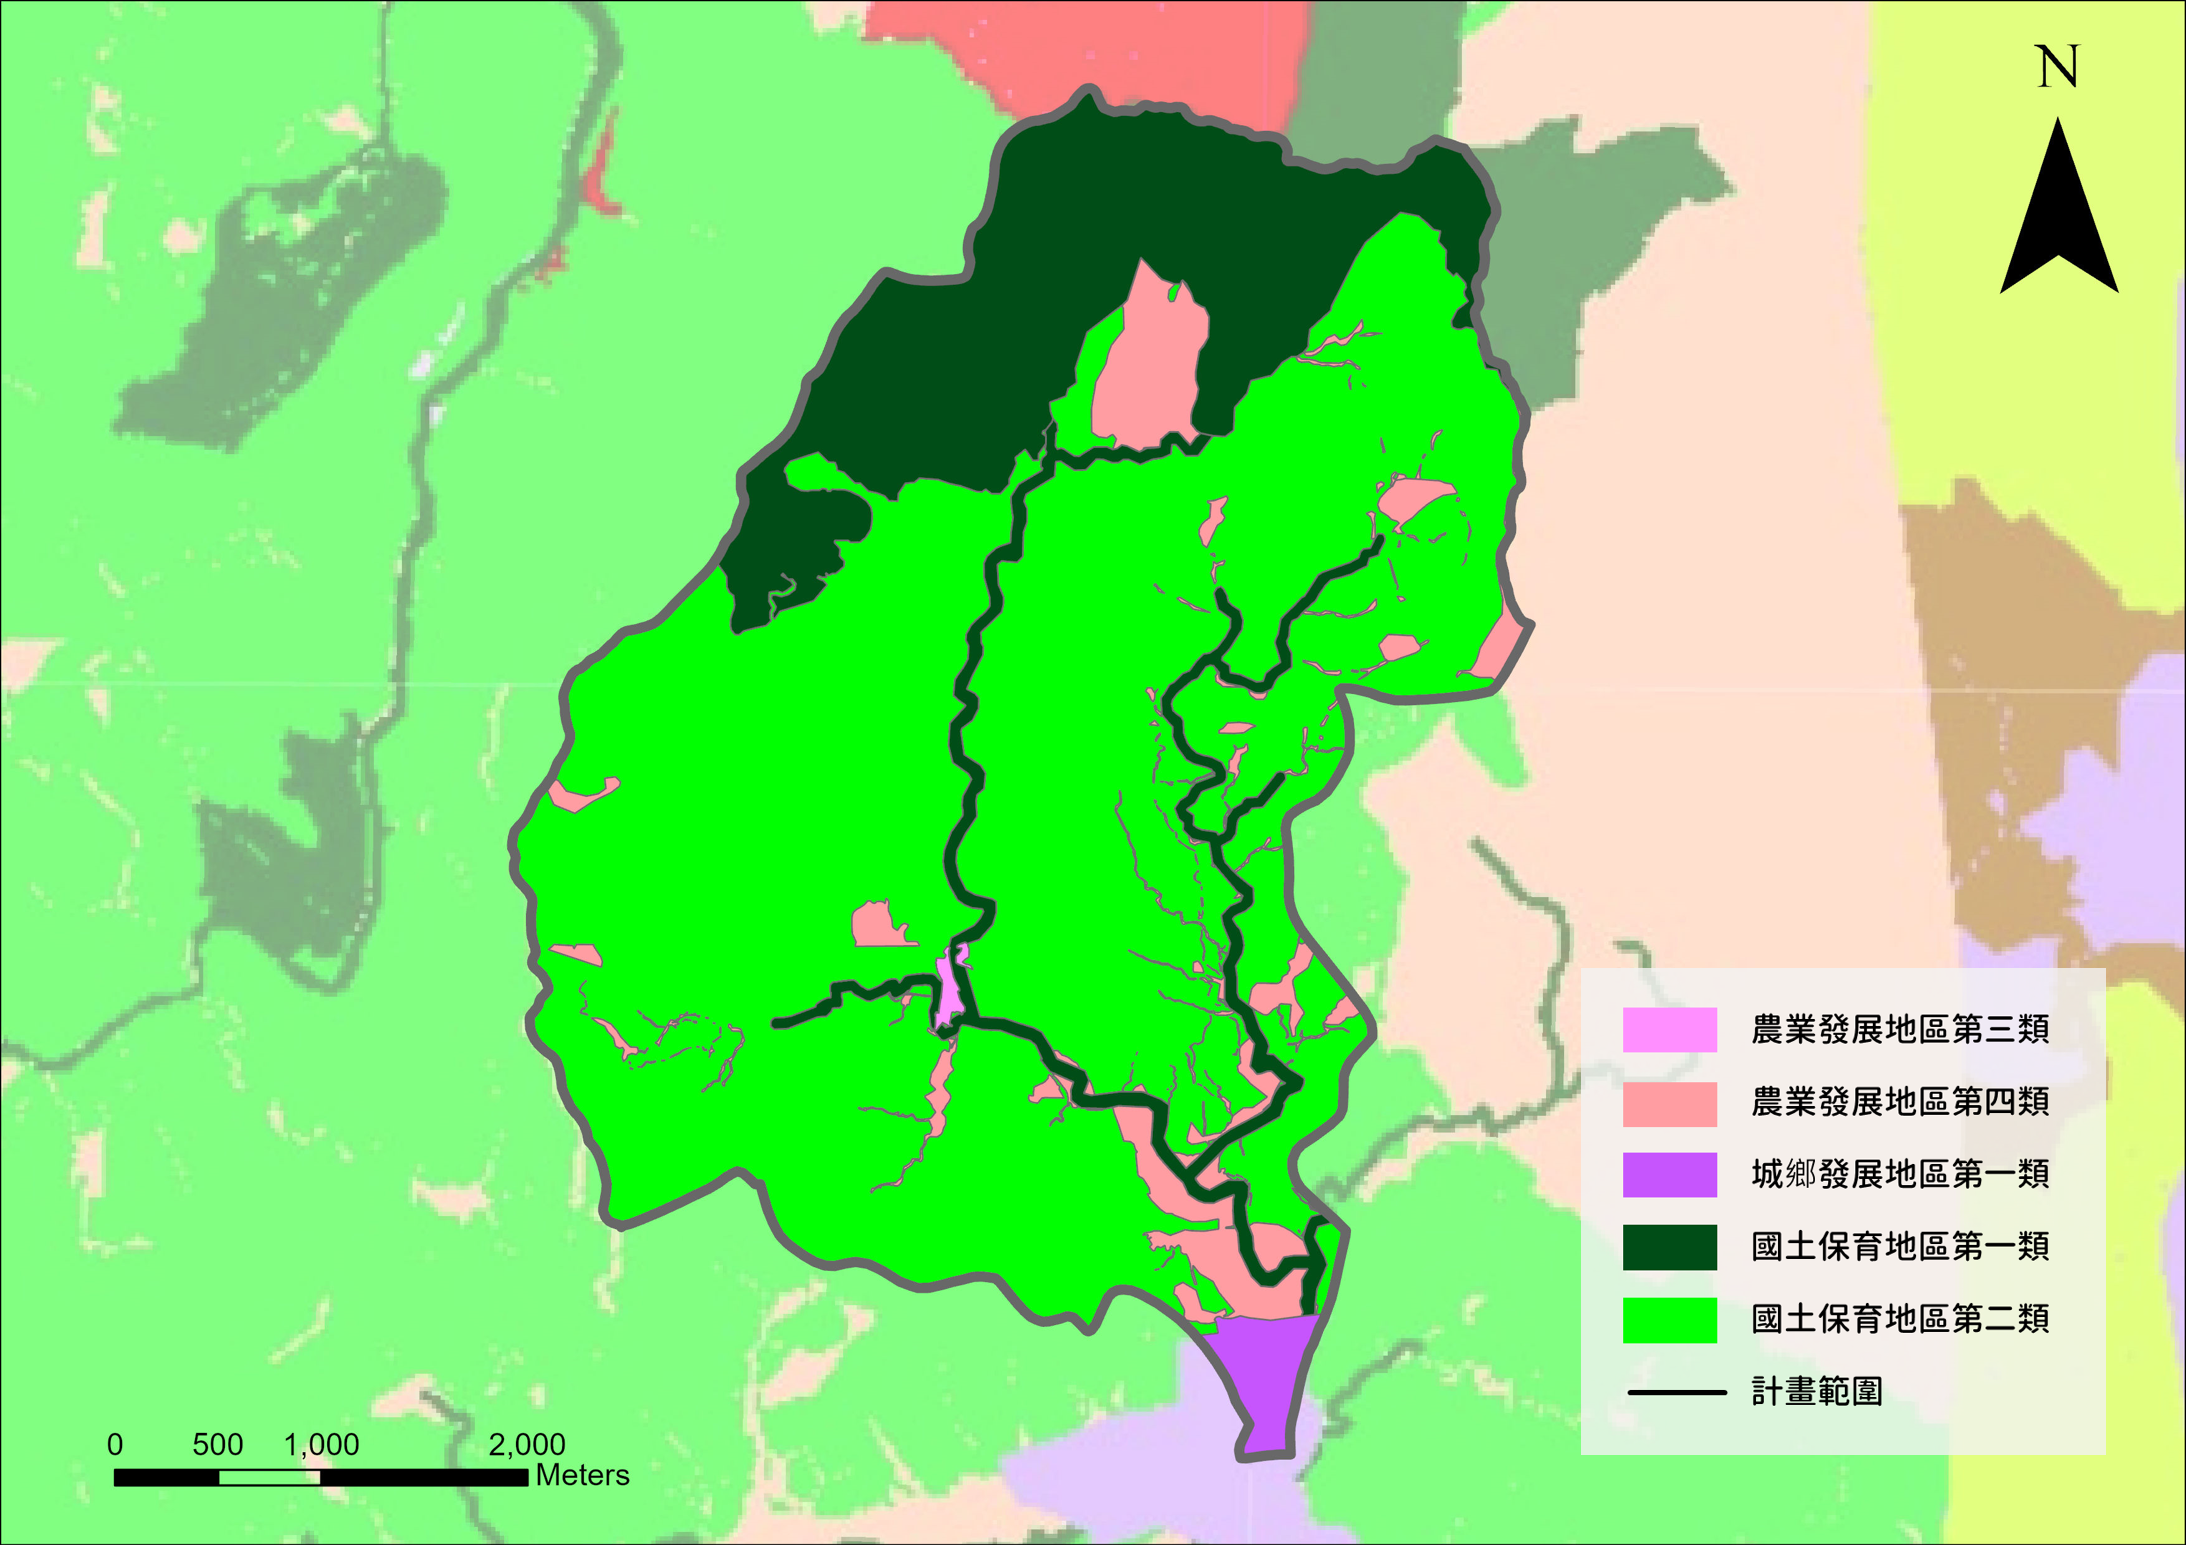 N
農業發展地區第三類
農業發展地區第四類
城鄉發展地區第一類
國土保育地區第一類
國土保育地區第二類
計畫範圍
0 500 1,000 2,000
Meters